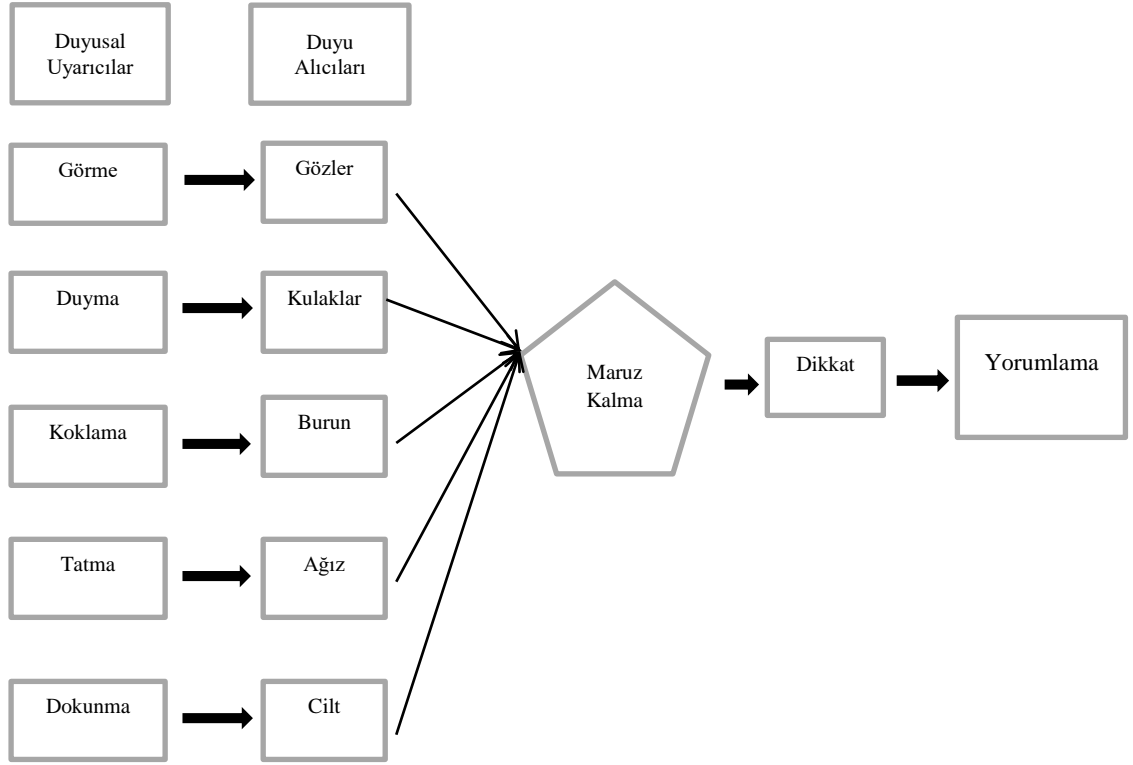 Duyusal
Uyarıcılar
Duyu
Alıcıları
Görme
Gözler
Duyma
Kulaklar
Koklama
Burun
Tatma
Ağız
Dokunma
Cilt
Maruz
Kalma
Dikkat
Yorumlama